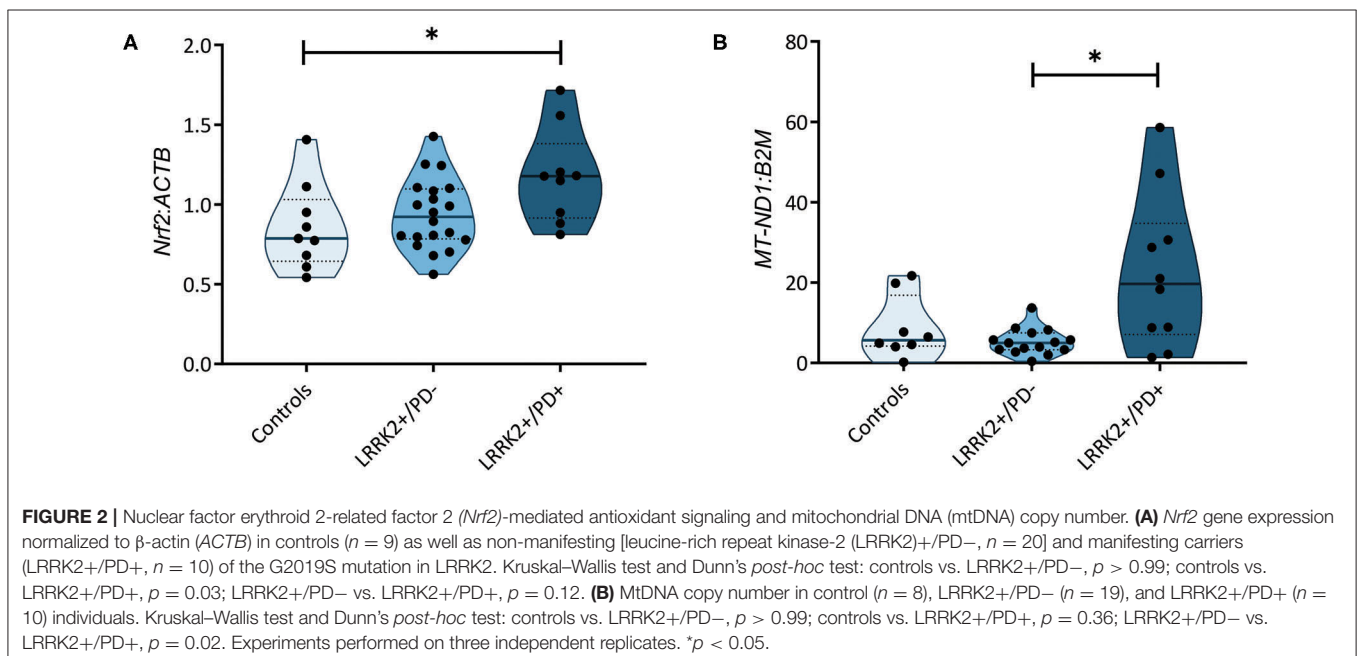 A
*
2.0
1.5
1.0
0.5
0.0
Nrf2:ACTB
Controls
LRRK2+/PD-
LRRK2+/PD+
B
*
80
60
40
20
0
MT-ND1:B2M
Controls
LRRK2+/PD-
LRRK2+/PD+
FIGURE 2 | Nuclear factor erythroid 2-related factor 2 (Nrf2)-mediated antioxidant signaling and mitochondrial DNA (mtDNA) copy number. (A) Nrf2 gene expression
normalized to β-actin (ACTB) in controls (n = 9) as well as non-manifesting [leucine-rich repeat kinase-2 (LRRK2)+/PD−, n = 20] and manifesting carriers
(LRRK2+/PD+, n = 10) of the G2019S mutation in LRRK2. Kruskal–Wallis test and Dunn's post-hoc test: controls vs. LRRK2+/PD−, p > 0.99; controls vs.
LRRK2+/PD+, p = 0.03; LRRK2+/PD− vs. LRRK2+/PD+, p = 0.12. (B) MtDNA copy number in control (n = 8), LRRK2+/PD− (n = 19), and LRRK2+/PD+ (n =
10) individuals. Kruskal–Wallis test and Dunn's post-hoc test: controls vs. LRRK2+/PD−, p > 0.99; controls vs. LRRK2+/PD+, p = 0.36; LRRK2+/PD− vs.
LRRK2+/PD+, p = 0.02. Experiments performed on three independent replicates. *p < 0.05.